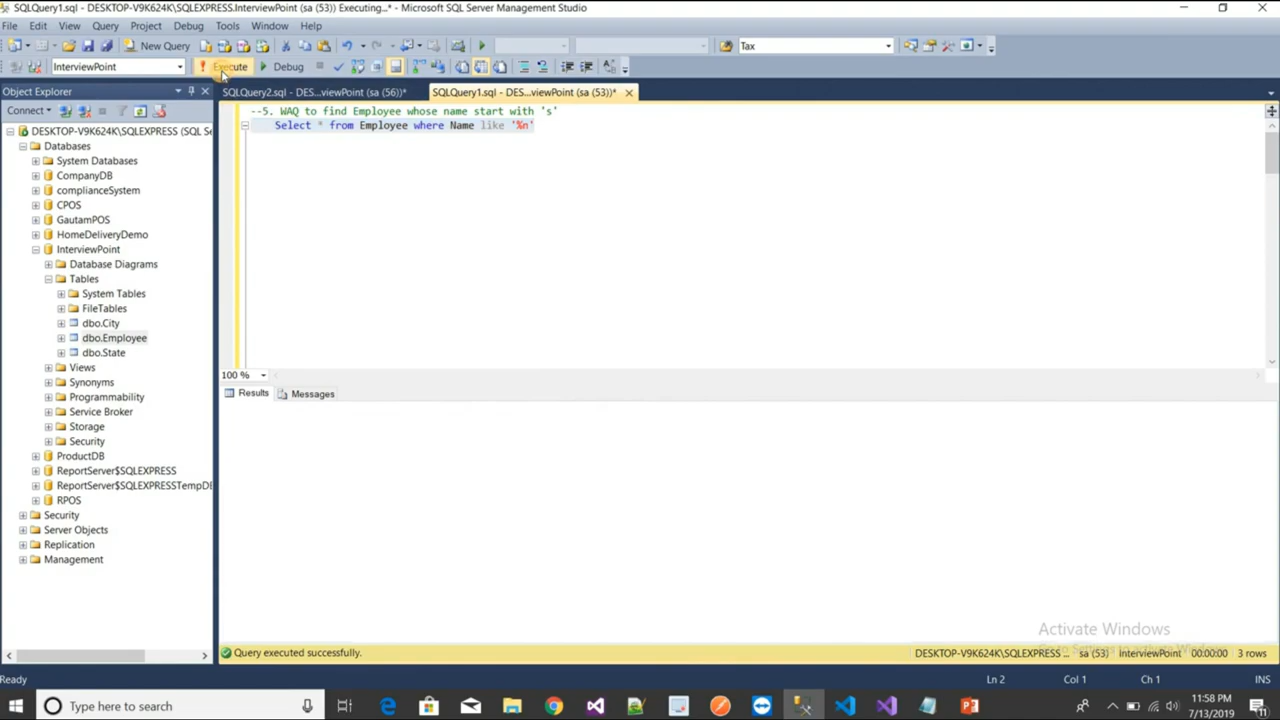 SQLQuery1.sql - DESKTOP-V9K624K\SQLEXPRESS.InterviewPoint (sa (53)) Executing...* - Microsoft SQL Server Management Studio
File Edit View Query Project Debug Tools Window Help
New Query Tax
InterviewPoint Execute Debug
Object Explorer
SQLQuery2.sql - DES...viewPoint (sa (56))*
SQLQuery1.sql - DES...viewPoint (sa (53))*
Connect
DESKTOP-V9K624K\SQLEXPRESS (SQL Se
Databases
System Databases
CompanyDB
complianceSystem
CPOS
GautamPOS
HomeDeliveryDemo
InterviewPoint
Database Diagrams
Tables
System Tables
FileTables
dbo.City
dbo.Employee
dbo.State
Views
Synonyms
Programmability
Service Broker
Storage
Security
ProductDB
ReportServer$SQLEXPRESS
ReportServer$SQLEXPRESSTempDB
RPOS
Security
Server Objects
Replication
Management
--5. WAQ to find Employee whose name start with 's'
Select * from Employee where Name like '%n'
100 %
Results Messages
Activate Windows
Query executed successfully.
DESKTOP-V9K624K\SQLEXPRESS ... sa (53) InterviewPoint 00:00:00 3 rows
Ready Ln 2 Col 1 Ch 1 INS
Type here to search
11:58 PM
7/13/2019
11